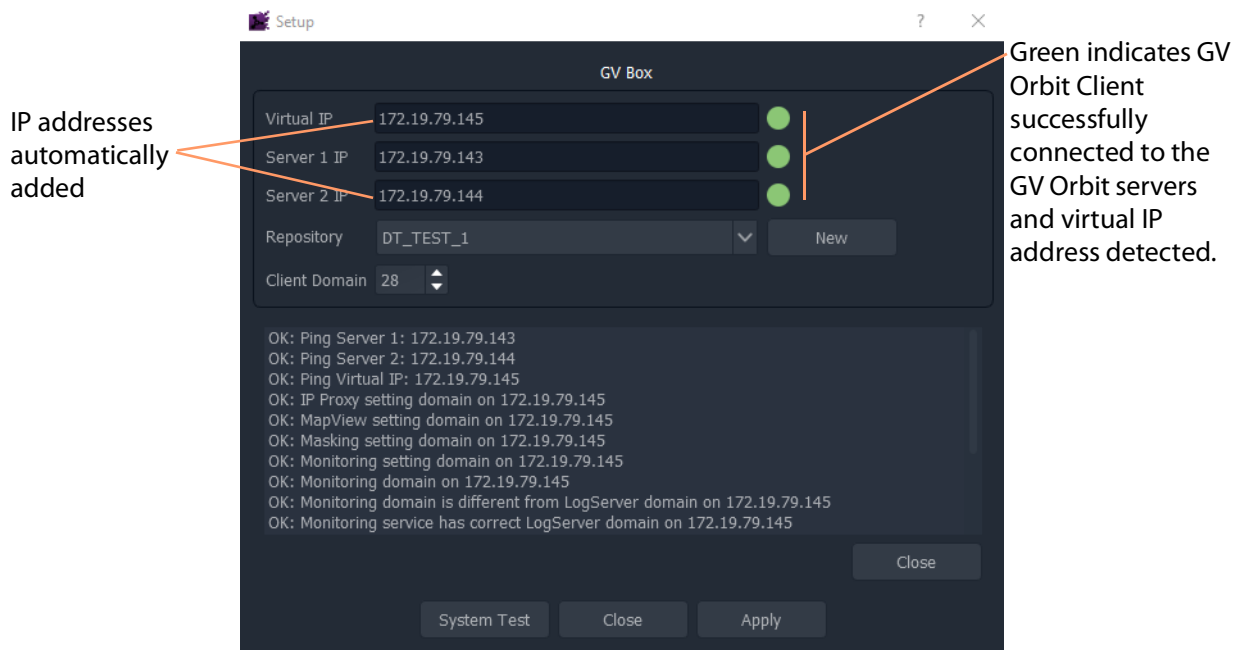 Setup
?
GV Box
IP addresses
automatically
added
Virtual IP 172.19.79.145
Server 1 IP 172.19.79.143
Server 2 IP 172.19.79.144
Repository DT_TEST_1 New
Client Domain 28
Green indicates GV
Orbit Client
successfully
connected to the
GV Orbit servers
and virtual IP
address detected.
OK: Ping Server 1: 172.19.79.143
OK: Ping Server 2: 172.19.79.144
OK: Ping Virtual IP: 172.19.79.145
OK: IP Proxy setting domain on 172.19.79.145
OK: MapView setting domain on 172.19.79.145
OK: Masking setting domain on 172.19.79.145
OK: Monitoring setting domain on 172.19.79.145
OK: Monitoring domain on 172.19.79.145
OK: Monitoring domain is different from LogServer domain on 172.19.79.145
OK: Monitoring service has correct LogServer domain on 172.19.79.145
Close
System Test Close Apply